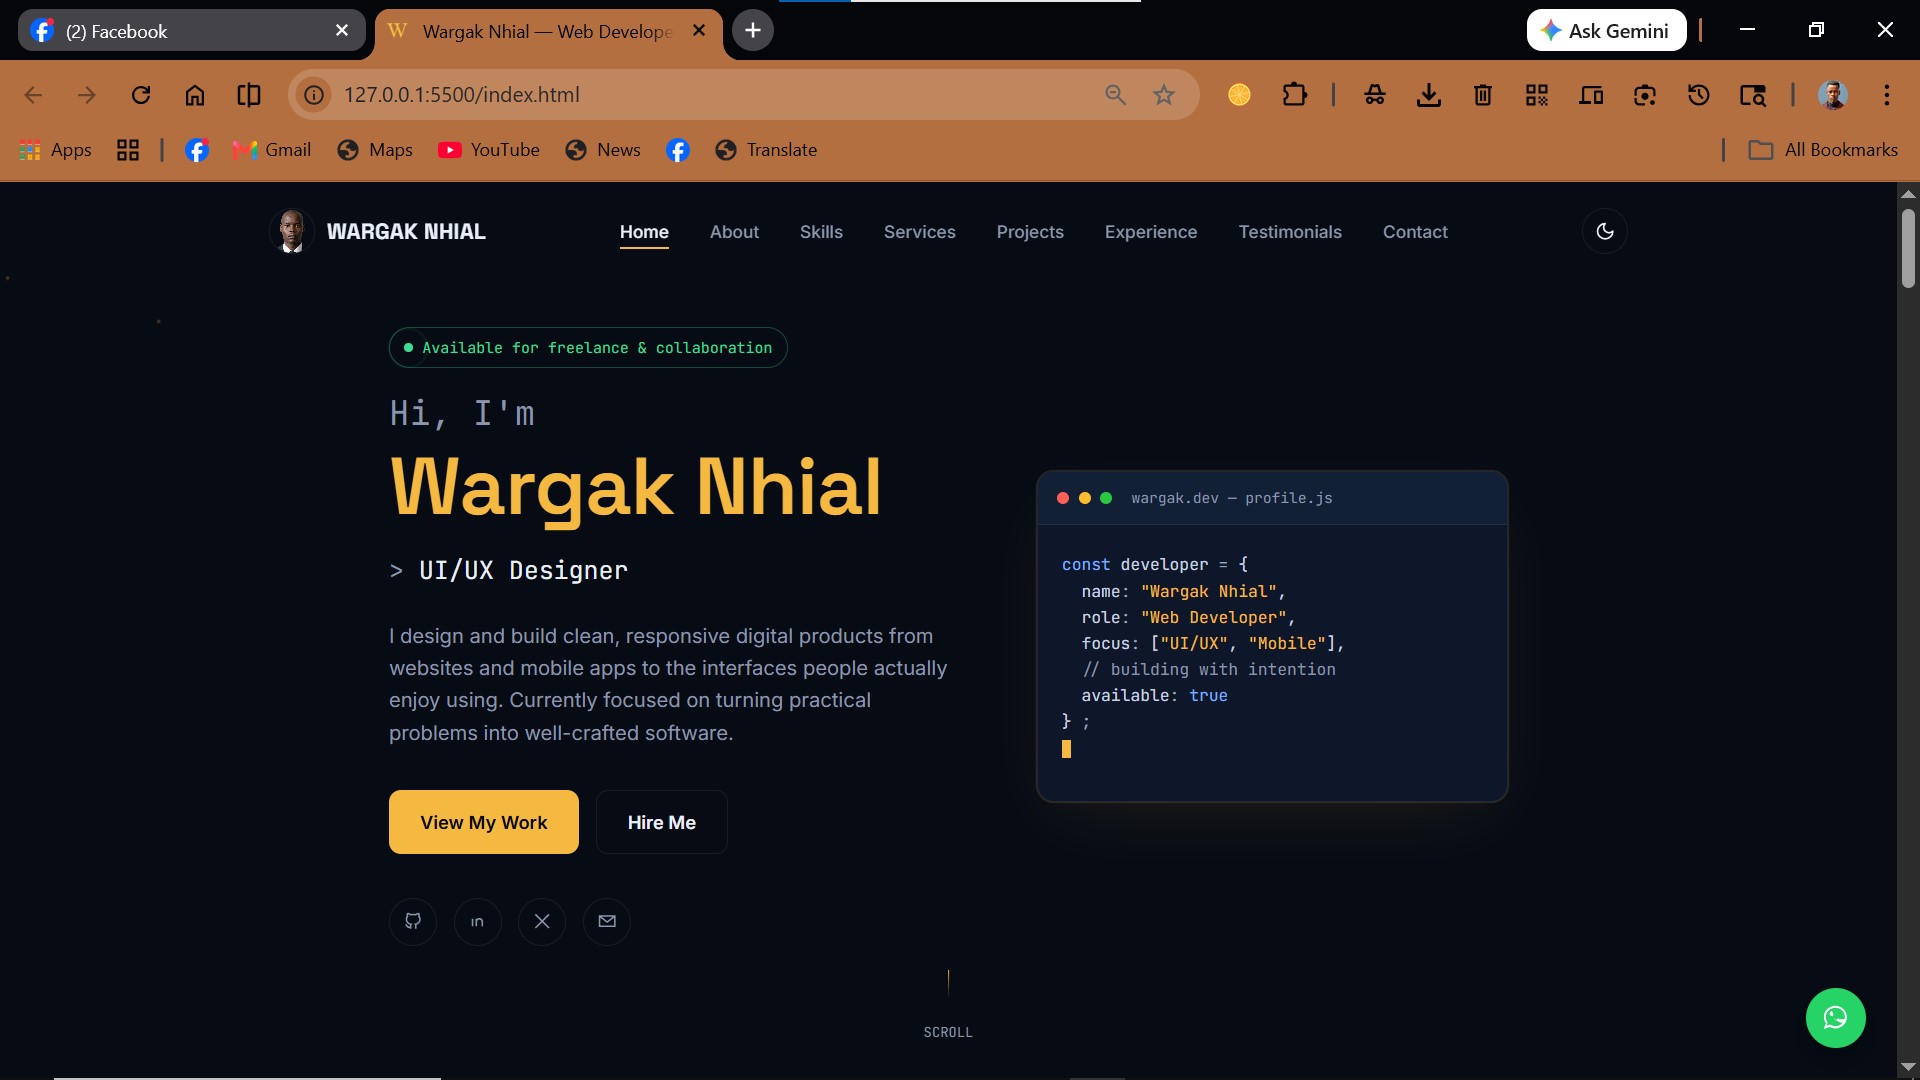 (2) Facebook
Wargak Nhial — Web Develope
Ask Gemini
127.0.0.1:5500/index.html
Apps
Gmail
Maps
YouTube
News
Translate
All Bookmarks
WARGAK NHIAL
Home
About
Skills
Services
Projects
Experience
Testimonials
Contact
Available for freelance & collaboration
Hi, I'm
Wargak Nhial
> UI/UX Designer
I design and build clean, responsive digital products from
websites and mobile apps to the interfaces people actually
enjoy using. Currently focused on turning practical
problems into well-crafted software.
View My Work
Hire Me
in
wargak.dev — profile.js
const developer = {
name: "Wargak Nhial",
role: "Web Developer",
focus: ["UI/UX", "Mobile"],
// building with intention
available: true
} ;
SCROLL